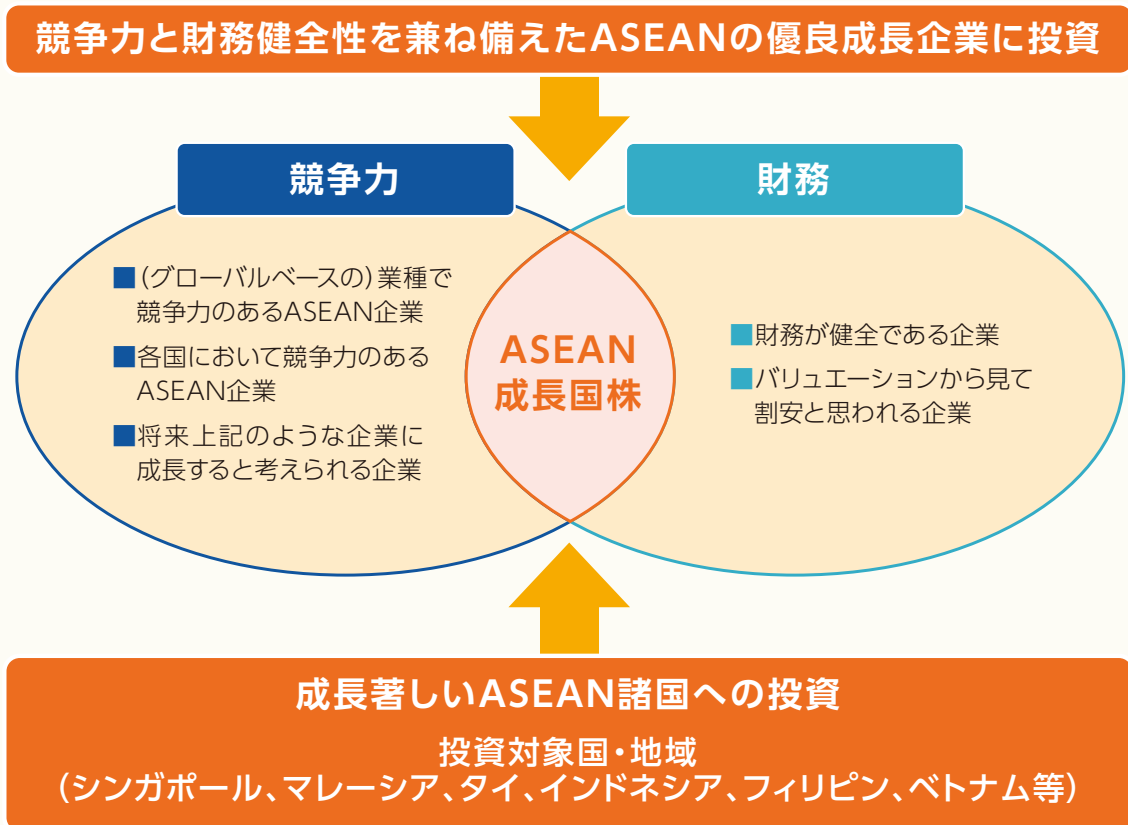 競争力と財務健全性を兼ね備えたASEANの優良成長企業に投資
競争力
■(グローバルベースの)業種で
競争力のあるASEAN企業
■各国において競争力のある
ASEAN企業
■将来上記のような企業に
成長すると考えられる企業
ASEAN
成長国株
財務
■財務が健全である企業
■バリュエーションから見て
割安と思われる企業
成長著しいASEAN諸国への投資
投資対象国・地域
(シンガポール、マレーシア、タイ、インドネシア、フィリピン、ベトナム等)